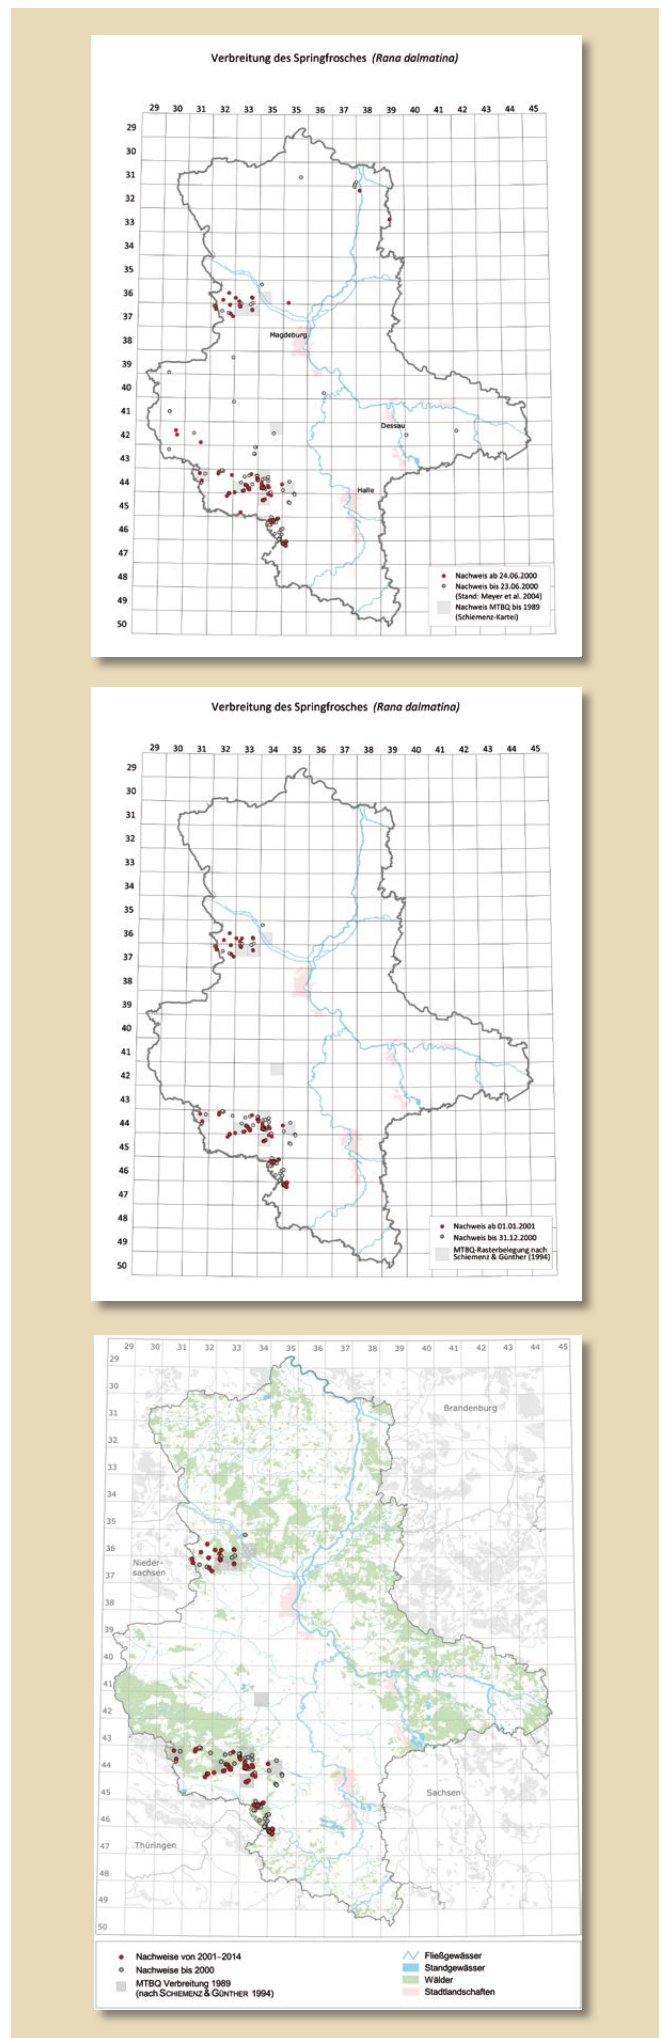 Verbreitung des Springfrosches (Rana dalmatina)
29 30 31 32 33 34 35 36 37 38 39 40 41 42 43 44 45
29
30
31
32
33
34
35
36
37
38
39
40
41
42
43
44
45
46
47
48
49
50
Magdeburg
Dessau
Halle
Nachweis ab 24.06.2000
Nachweis bis 23.06.2000
(Stand: Meyer et al. 2004)
Nachweis MTBQ bis 1989
(Schiemenz-Kartei)
Verbreitung des Springfrosches (Rana dalmatina)
29 30 31 32 33 34 35 36 37 38 39 40 41 42 43 44 45
29
30
31
32
33
34
35
36
37
38
39
40
41
42
43
44
45
46
47
48
49
50
Nachweis ab 01.01.2001
Nachweis bis 31.12.2000
MTBQ-Rasterbelegung nach
Schiemenz & Günther (1994)
29 30 31 32 33 34 35 36 37 38 39 40 41 42 43 44 45
29
30
31
32
33
34
35
36
37
38
39
40
41
42
43
44
45
46
47
48
49
50
Brandenburg
Nieder-
sachsen
Sachsen
Thüringen
Nachweise von 2001–2014
Nachweise bis 2000
MTBQ Verbreitung 1989
(nach SCHIEMENZ & GÜNTHER 1994)
Fließgewässer
Standgewässer
Wälder
Stadtlandschaften